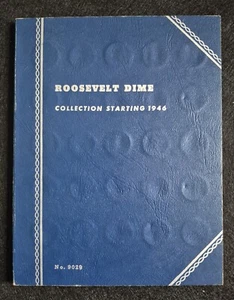 ROOSEVELT DIME
COLLECTION STARTING 1946
No. 9029